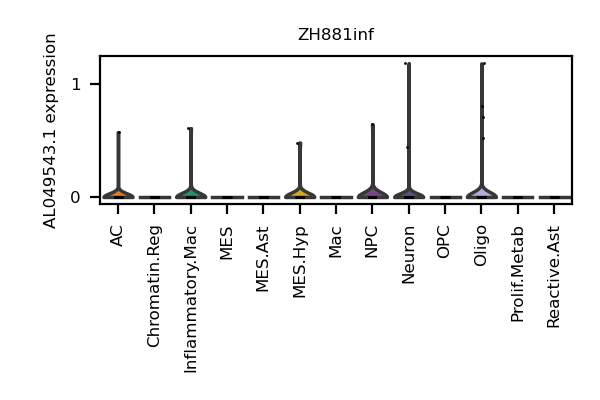 ZH881inf
AL049543.1 expression
1
0
AC
Chromatin.Reg
Inflammatory.Mac
MES
MES.Ast
MES.Hyp
Mac
NPC
Neuron
OPC
Oligo
Prolif.Metab
Reactive.Ast